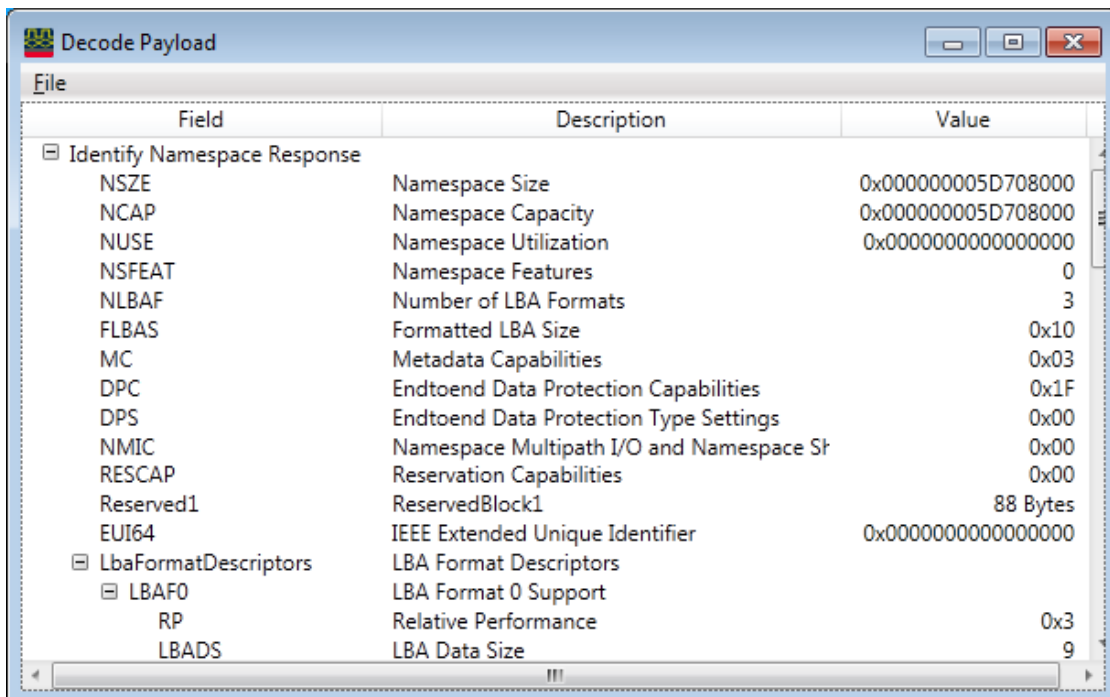 Decode Payload
File
Field Description Value
Identify Namespace Response
NSZE Namespace Size 0x000000005D708000
NCAP Namespace Capacity 0x000000005D708000
NUSE Namespace Utilization 0x0000000000000000
NSFEAT Namespace Features 0
NLBAF Number of LBA Formats 3
FLBAS Formatted LBA Size 0x10
MC Metadata Capabilities 0x03
DPC Endtoend Data Protection Capabilities 0x1F
DPS Endtoend Data Protection Type Settings 0x00
NMIC Namespace Multipath I/O and Namespace Sh 0x00
RESCAP Reservation Capabilities 0x00
Reserved1 ReservedBlock1 88 Bytes
EUI64 IEEE Extended Unique Identifier 0x0000000000000000
LbaFormatDescriptors LBA Format Descriptors
LBAF0 LBA Format 0 Support
RP Relative Performance 0x3
LBADS LBA Data Size 9